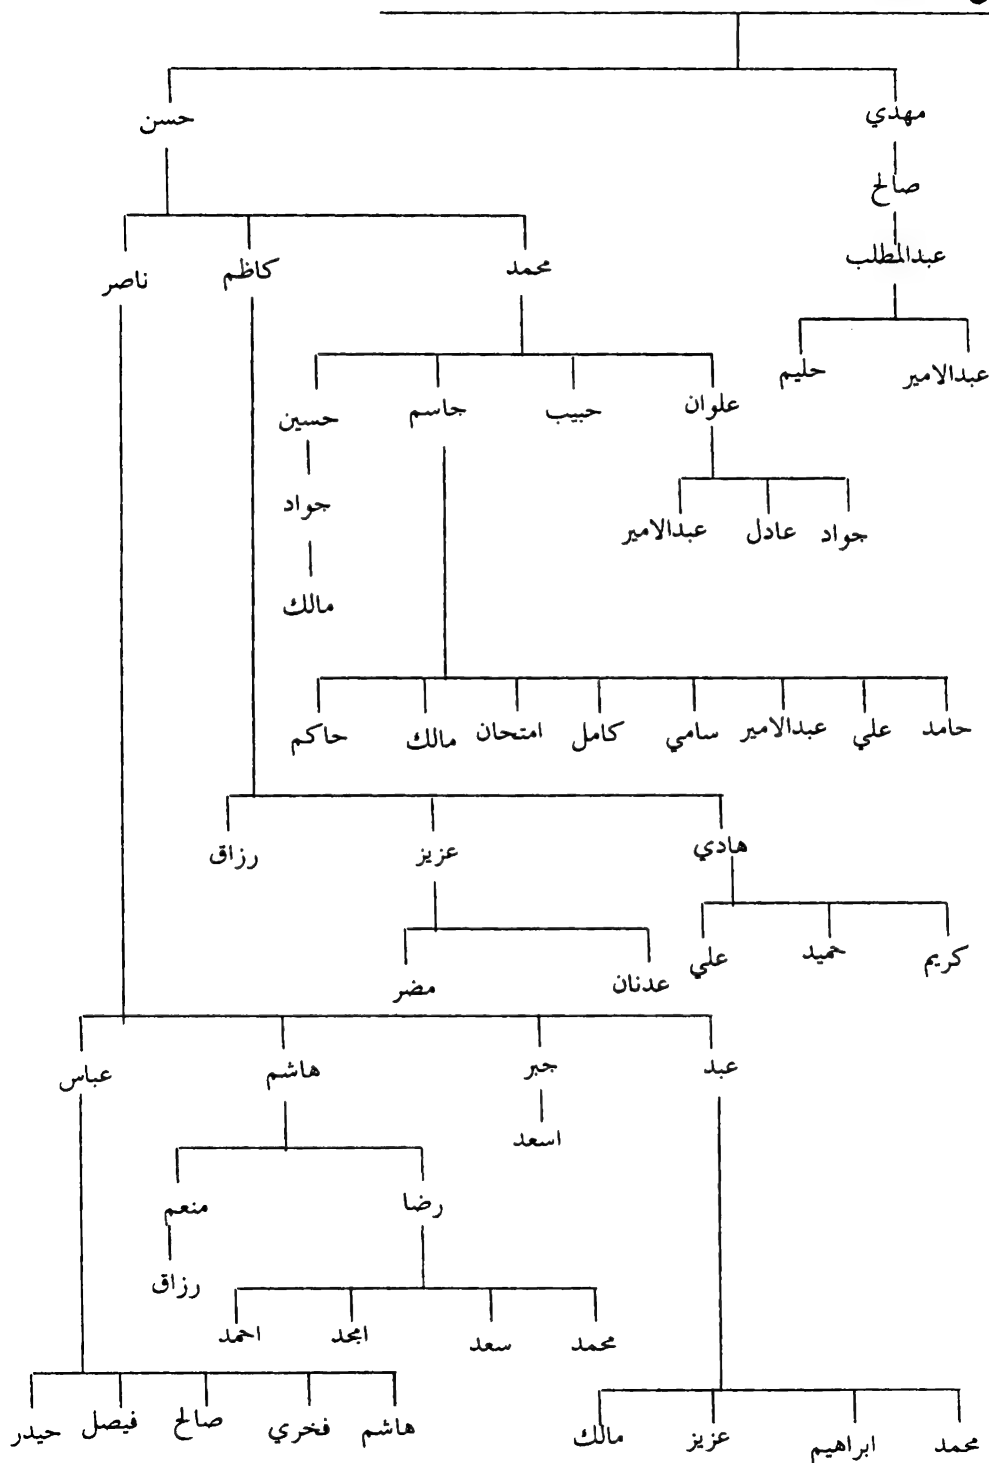 مهدي حسن
صالح
عبدالمطلب
محمد كاظم ناصر
عبدالامير حليم
علوان حبيب جاسم حسين
جواد
جواد عادل عبدالامير
مالك
حامد علي عبدالامير سامي كامل امتحان مالك حاكم
هادي عزيز رزاق
كريم حميد علي
عدنان مضر
عبد جبر هاشم عباس
اسعد
رضا منعم
رزاق
محمد سعد امجد احمد
هاشم فخري صالح فيصل حيدر
محمد ابراهيم عزيز مالك